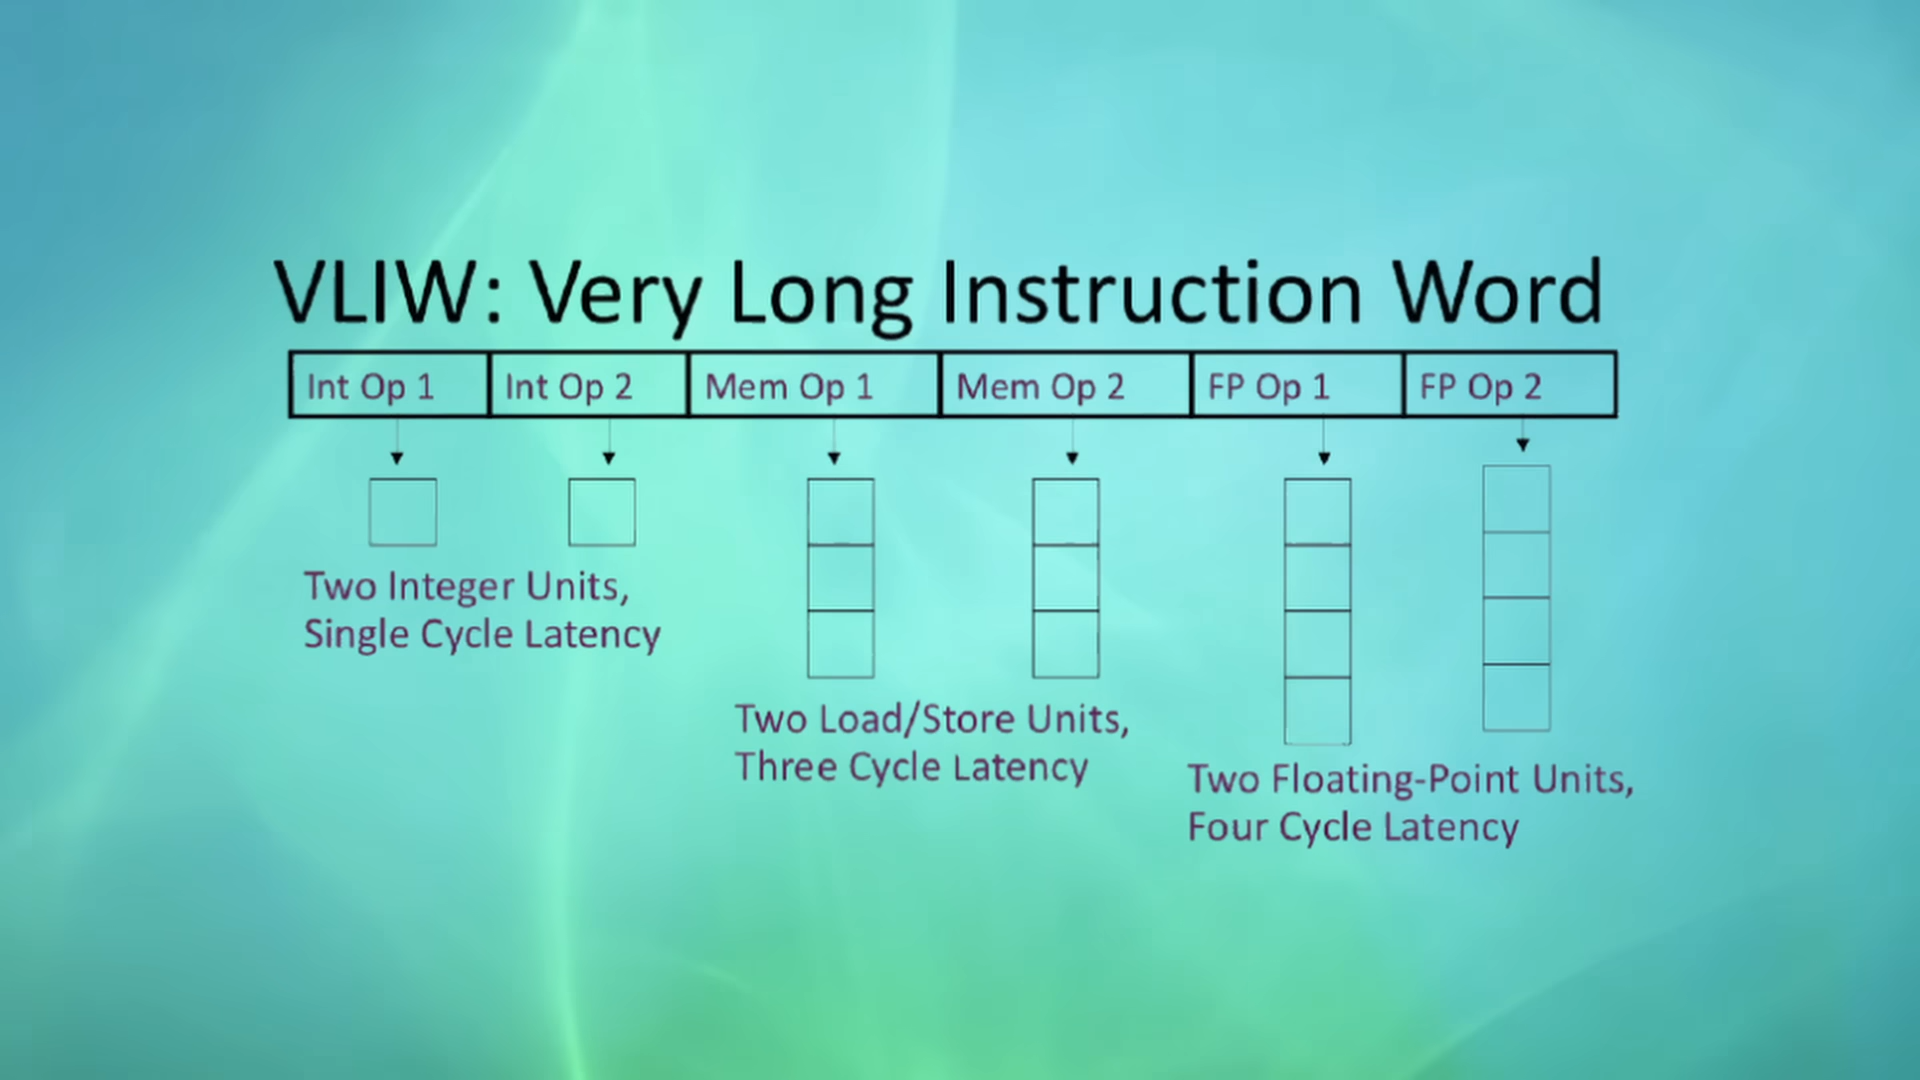 VLIW: Very Long Instruction Word
Int Op 1 Int Op 2 Mem Op 1 Mem Op 2 FP Op 1 FP Op 2
Two Integer Units,
Single Cycle Latency
Two Load/Store Units,
Three Cycle Latency
Two Floating-Point Units,
Four Cycle Latency